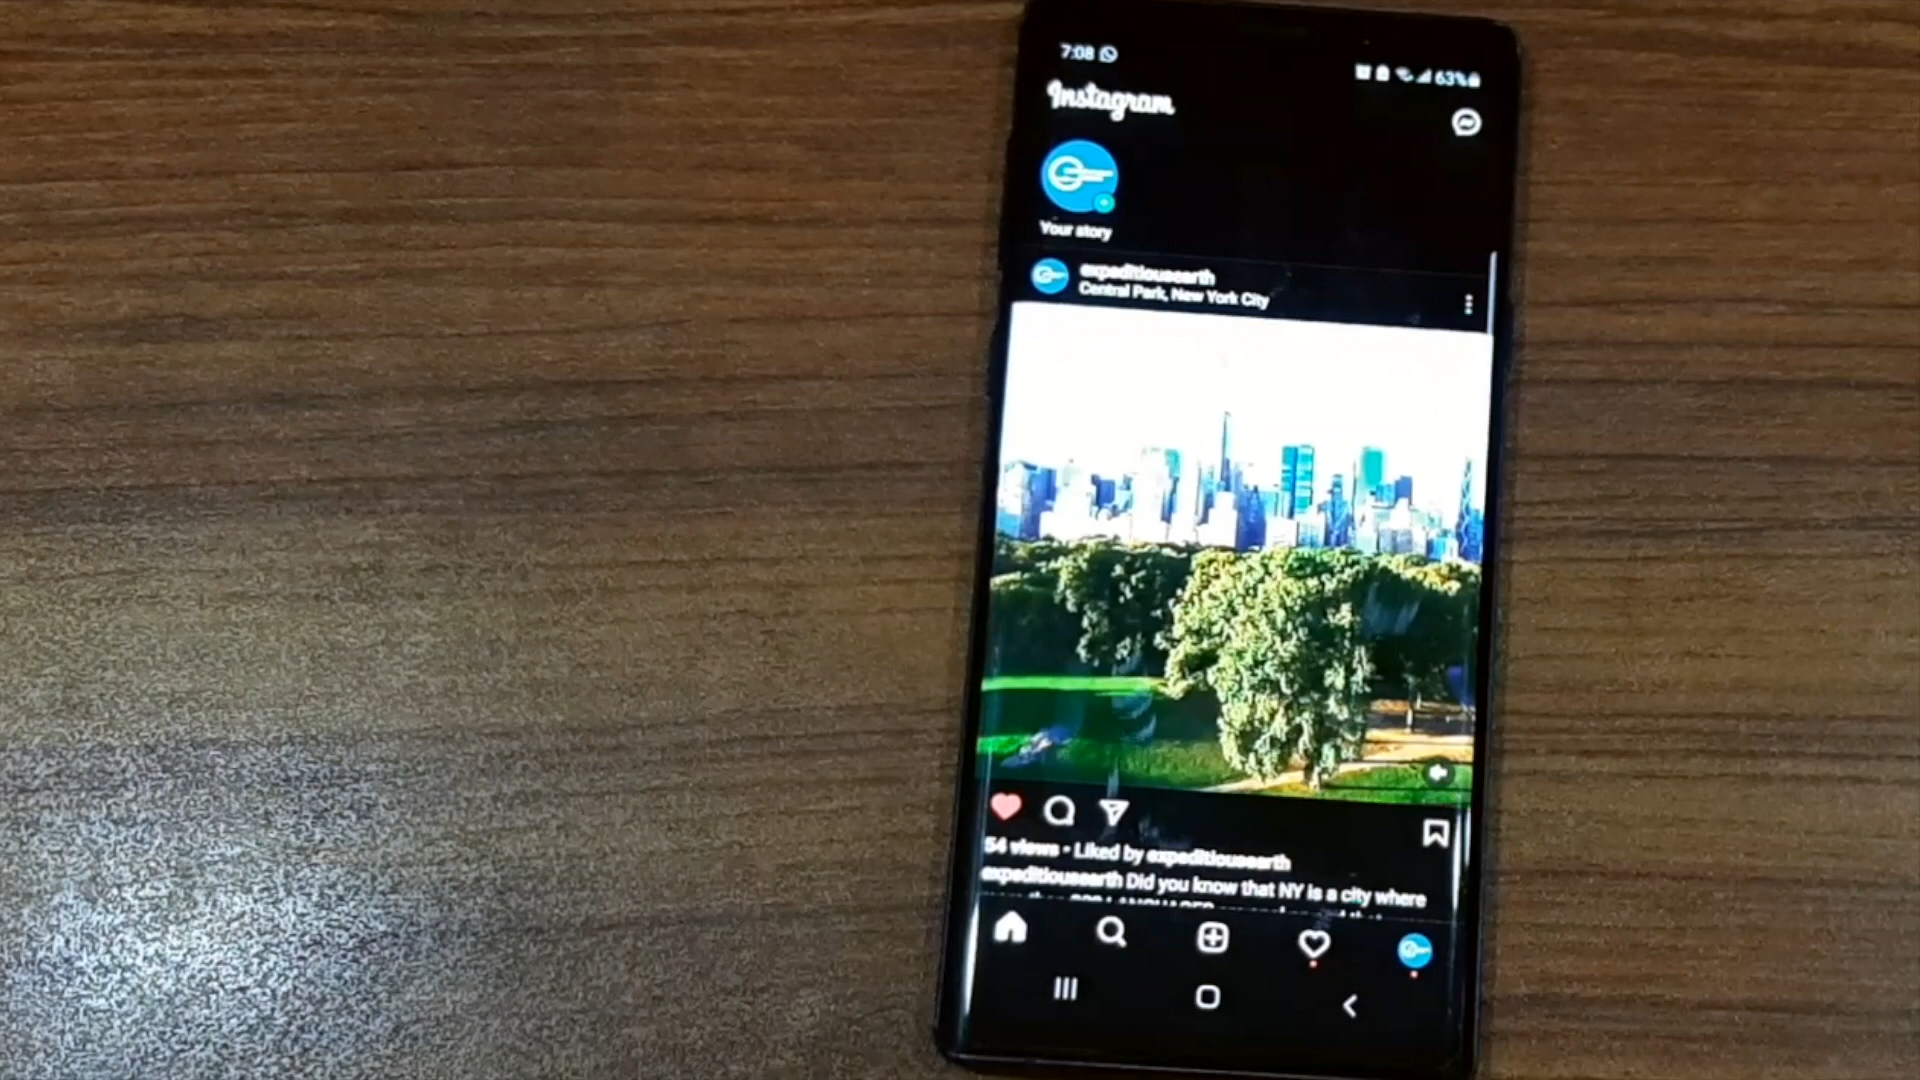 7:08
63%
Instagram
Your story
expeditiousearth
Central Park, New York City
54 views · Liked by expeditiousearth
expeditiousearth Did you know that NY is a city where
LANGUAGES